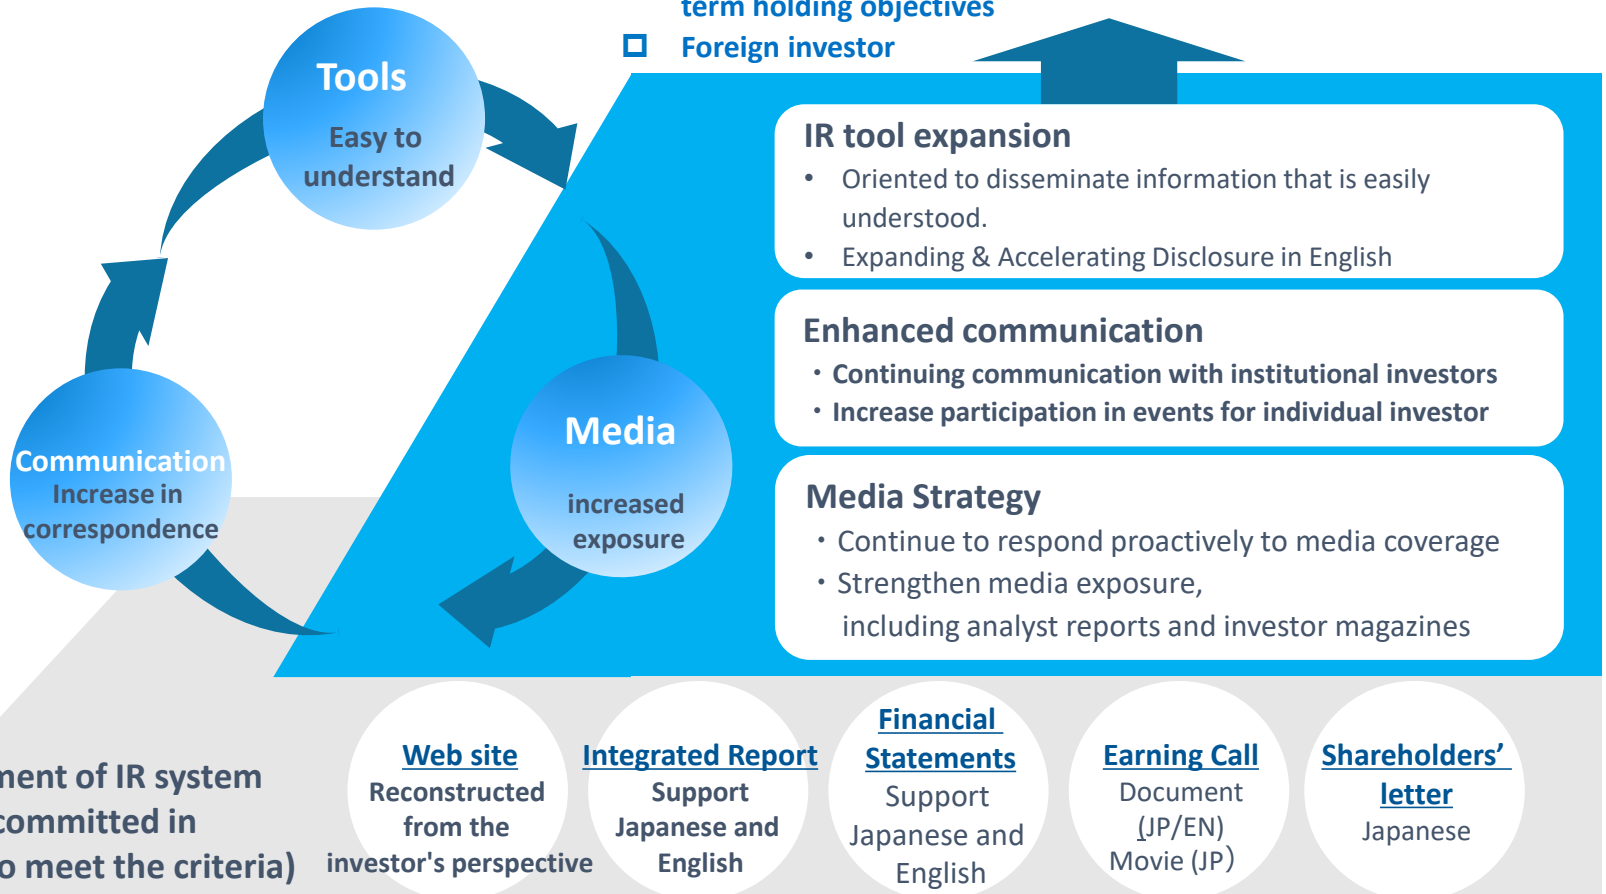 term holding objectives
Foreign investor
Tools
Easy to
understand
Communication
Increase in
correspondence
Media
increased
exposure
IR tool expansion
• Oriented to disseminate information that is easily
understood.
• Expanding & Accelerating Disclosure in English
Enhanced communication
・Continuing communication with institutional investors
・Increase participation in events for individual investor
Media Strategy
・Continue to respond proactively to media coverage
・Strengthen media exposure,
including analyst reports and investor magazines
ment of IR system
committed in
o meet the criteria)
Web site
Reconstructed
from the
investor's perspective
Integrated Report
Support
Japanese and
English
Financial
Statements
Support
Japanese and
English
Earning Call
Document
(JP/EN)
Movie (JP）
Shareholders’
letter
Japanese